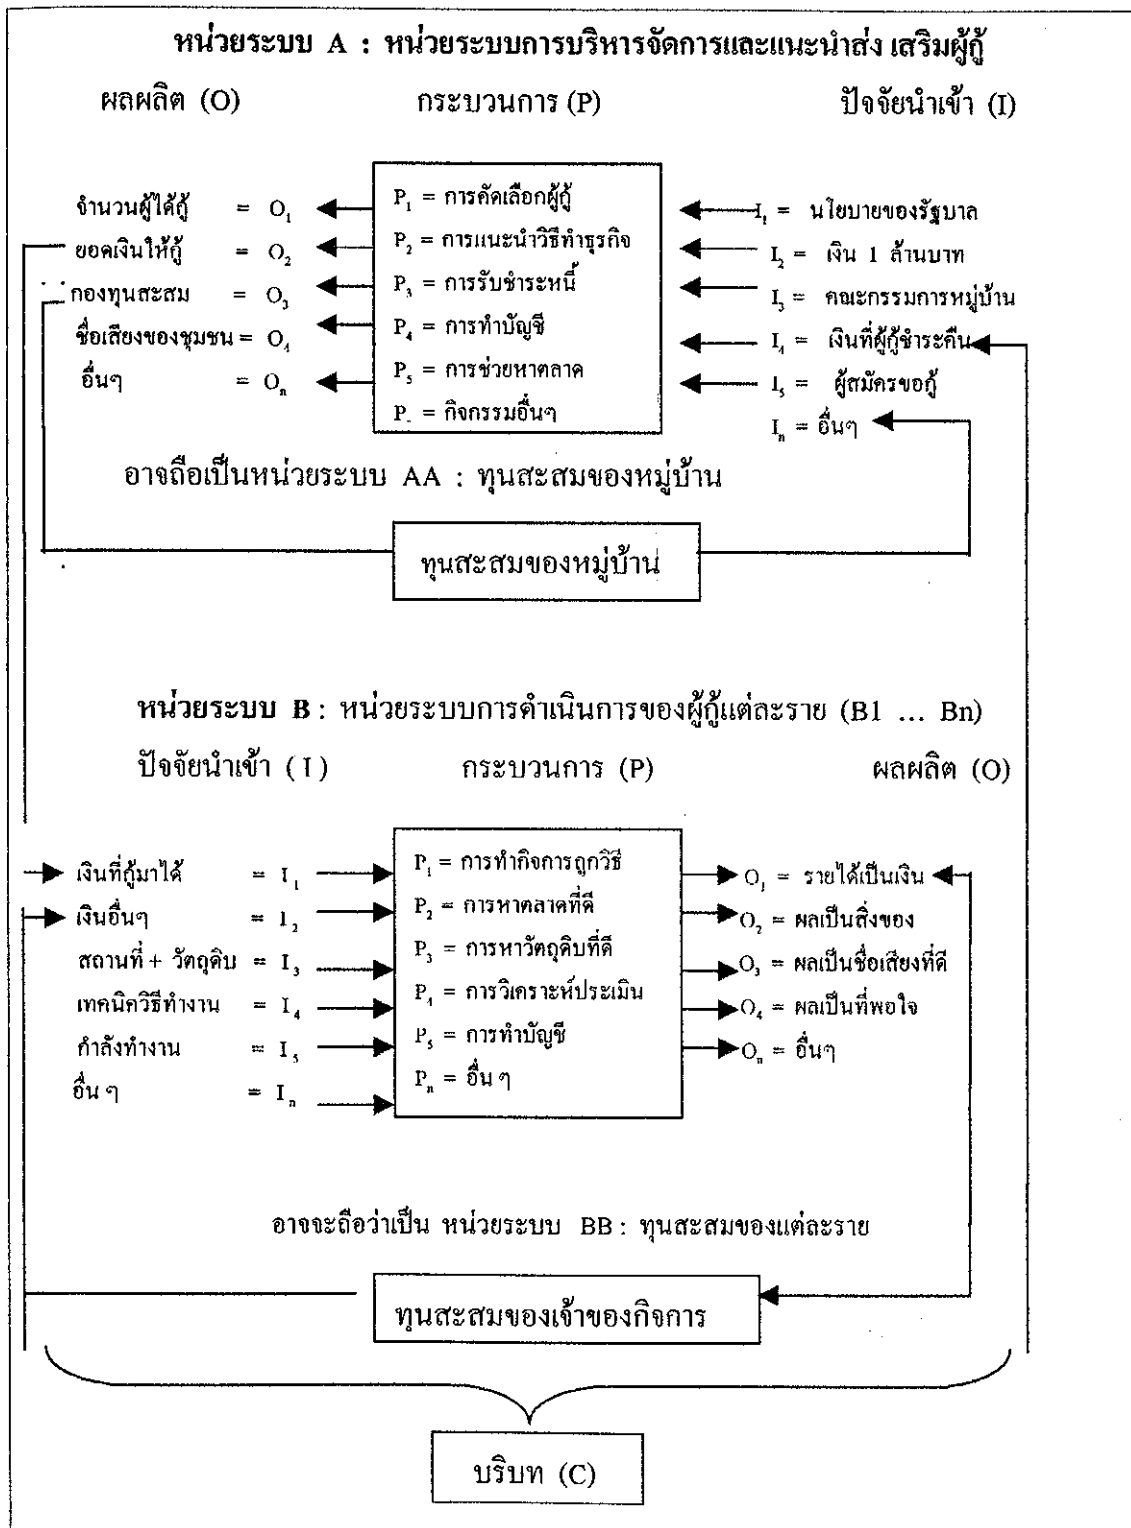 หน่วยระบบ A : หน่วยระบบการบริหารจัดการและแนะนำส่ง เสริมผู้กู้
ผลผลิต (O) กระบวนการ (P) ปัจจัยนำเข้า (I)
จำนวนผู้ได้กู้ = O1 P1 = การคัดเลือกผู้กู้ I1 = นโยบายของรัฐบาล
ยอดเงินให้กู้ = O2 P2 = การแนะนำวิธีทำธุรกิจ I2 = เงิน 1 ล้านบาท
กองทุนสะสม = O3 P3 = การรับชำระหนี้ I3 = คณะกรรมการหมู่บ้าน
ชื่อเสียงของชุมชน = O4 P4 = การทำบัญชี I4 = เงินที่ผู้กู้ชำระคืน
อื่นๆ = On P5 = การช่วยหาตลาด I5 = ผู้สมัครขอกู้
P- = กิจกรรมอื่นๆ In = อื่นๆ
อาจถือเป็นหน่วยระบบ AA : ทุนสะสมของหมู่บ้าน
ทุนสะสมของหมู่บ้าน
หน่วยระบบ B : หน่วยระบบการดำเนินการของผู้กู้แต่ละราย (B1 ... Bn)
ปัจจัยนำเข้า (I) กระบวนการ (P) ผลผลิต (O)
เงินที่กู้มาได้ = I1 P1 = การทำกิจการถูกวิธี O1 = รายได้เป็นเงิน
เงินอื่นๆ = I2 P2 = การหาตลาดที่ดี O2 = ผลเป็นสิ่งของ
สถานที่ + วัตถุดิบ = I3 P3 = การหาวัตถุดิบที่ดี O3 = ผลเป็นชื่อเสียงที่ดี
เทคนิควิธีทำงาน = I4 P4 = การวิเคราะห์ประเมิน O4 = ผลเป็นที่พอใจ
กำลังทำงาน = I5 P5 = การทำบัญชี On = อื่นๆ
อื่น ๆ = In Pn = อื่น ๆ
อาจจะถือว่าเป็น หน่วยระบบ BB : ทุนสะสมของแต่ละราย
ทุนสะสมของเจ้าของกิจการ
บริบท (C)